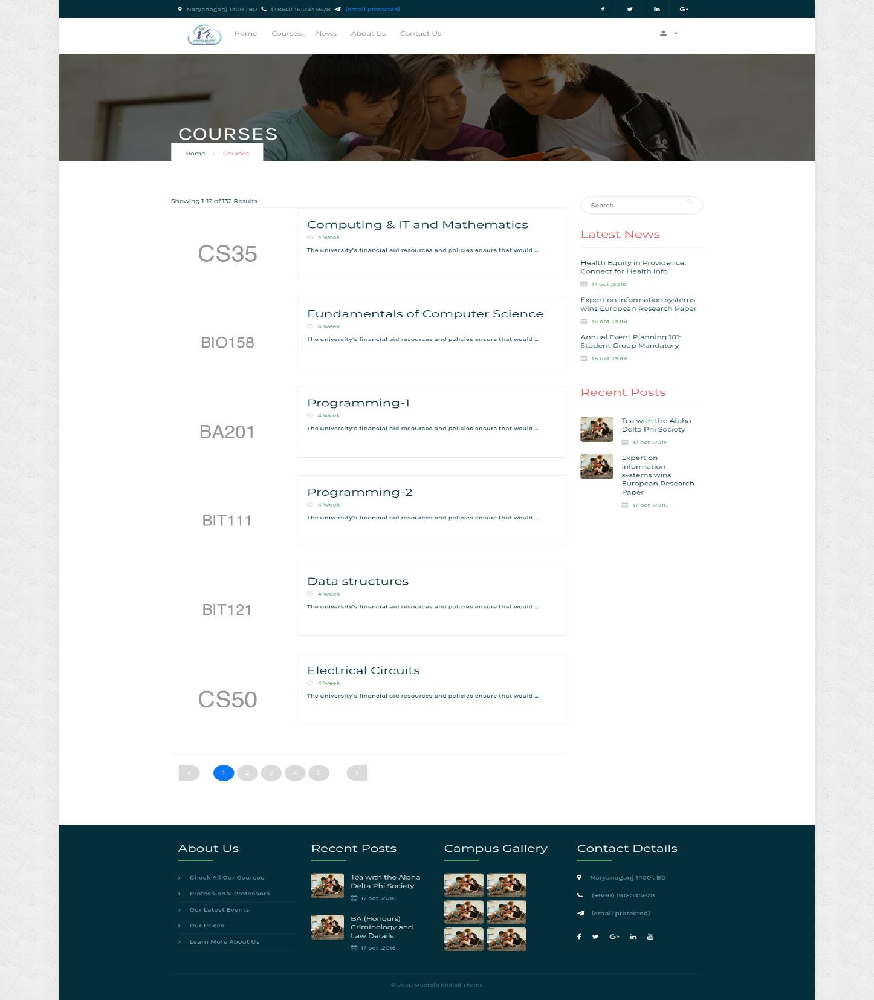 Naryanaganj 1400 , BD (+880) 1612345678 [email protected]
Home Courses News About Us Contact Us
COURSES
Home > Courses
Showing 1-12 of 132 Results
CS35
Computing & IT and Mathematics
4 Week
The university's financial aid resources and policies ensure that would ...
BIO158
Fundamentals of Computer Science
4 Week
The university's financial aid resources and policies ensure that would ...
BA201
Programming-1
4 Week
The university's financial aid resources and policies ensure that would ...
BIT111
Programming-2
4 Week
The university's financial aid resources and policies ensure that would ...
BIT121
Data structures
4 Week
The university's financial aid resources and policies ensure that would ...
CS50
Electrical Circuits
4 Week
The university's financial aid resources and policies ensure that would ...
< 1 2 3 4 5 >
Search
Latest News
Health Equity in Providence:
Connect for Health Info
17 oct ,2016
Expert on information systems
wins European Research Paper
15 oct ,2016
Annual Event Planning 101:
Student Group Mandatory
15 oct ,2016
Recent Posts
Tea with the Alpha
Delta Phi Society
17 oct ,2016
Expert on
information
systems wins
European Research
Paper
17 oct ,2016
About Us
> Check All Our Courses
> Professional Professors
> Our Latest Events
> Our Prices
> Learn More About Us
Recent Posts
Tea with the Alpha
Delta Phi Society
17 oct ,2016
BA (Honours)
Criminology and
Law Details
17 oct ,2016
Campus Gallery
Contact Details
Naryanaganj 1400 , BD
(+880) 1612345678
[email protected]
© 2020 Mustafa Khaled Theme